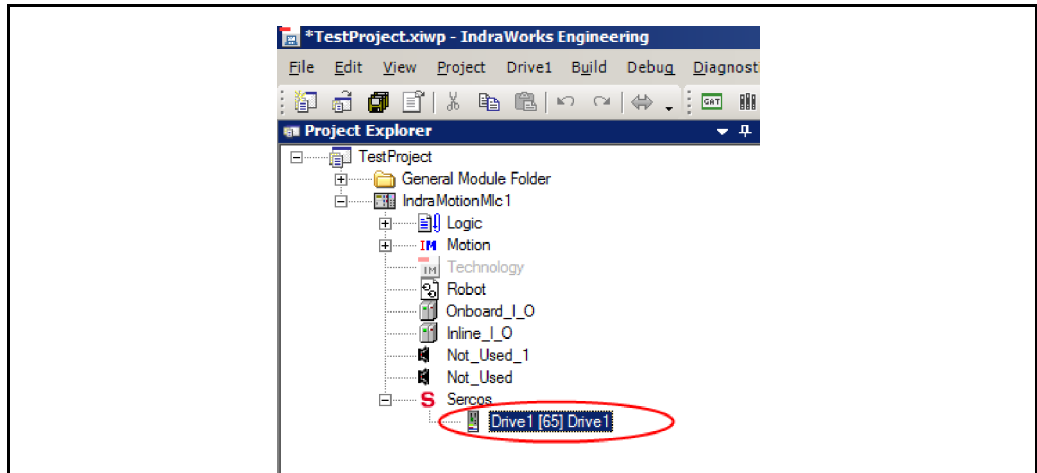 *TestProject.xiwp - IndraWorks Engineering
File Edit View Project Drive1 Build Debug Diagnost
GAT
Project Explorer
TestProject
General Module Folder
IndraMotionMlc1
Logic
IM Motion
IM Technology
Robot
Onboard_I_O
Inline_I_O
Not_Used_1
Not_Used
S Sercos
Drive1 [65] Drive1